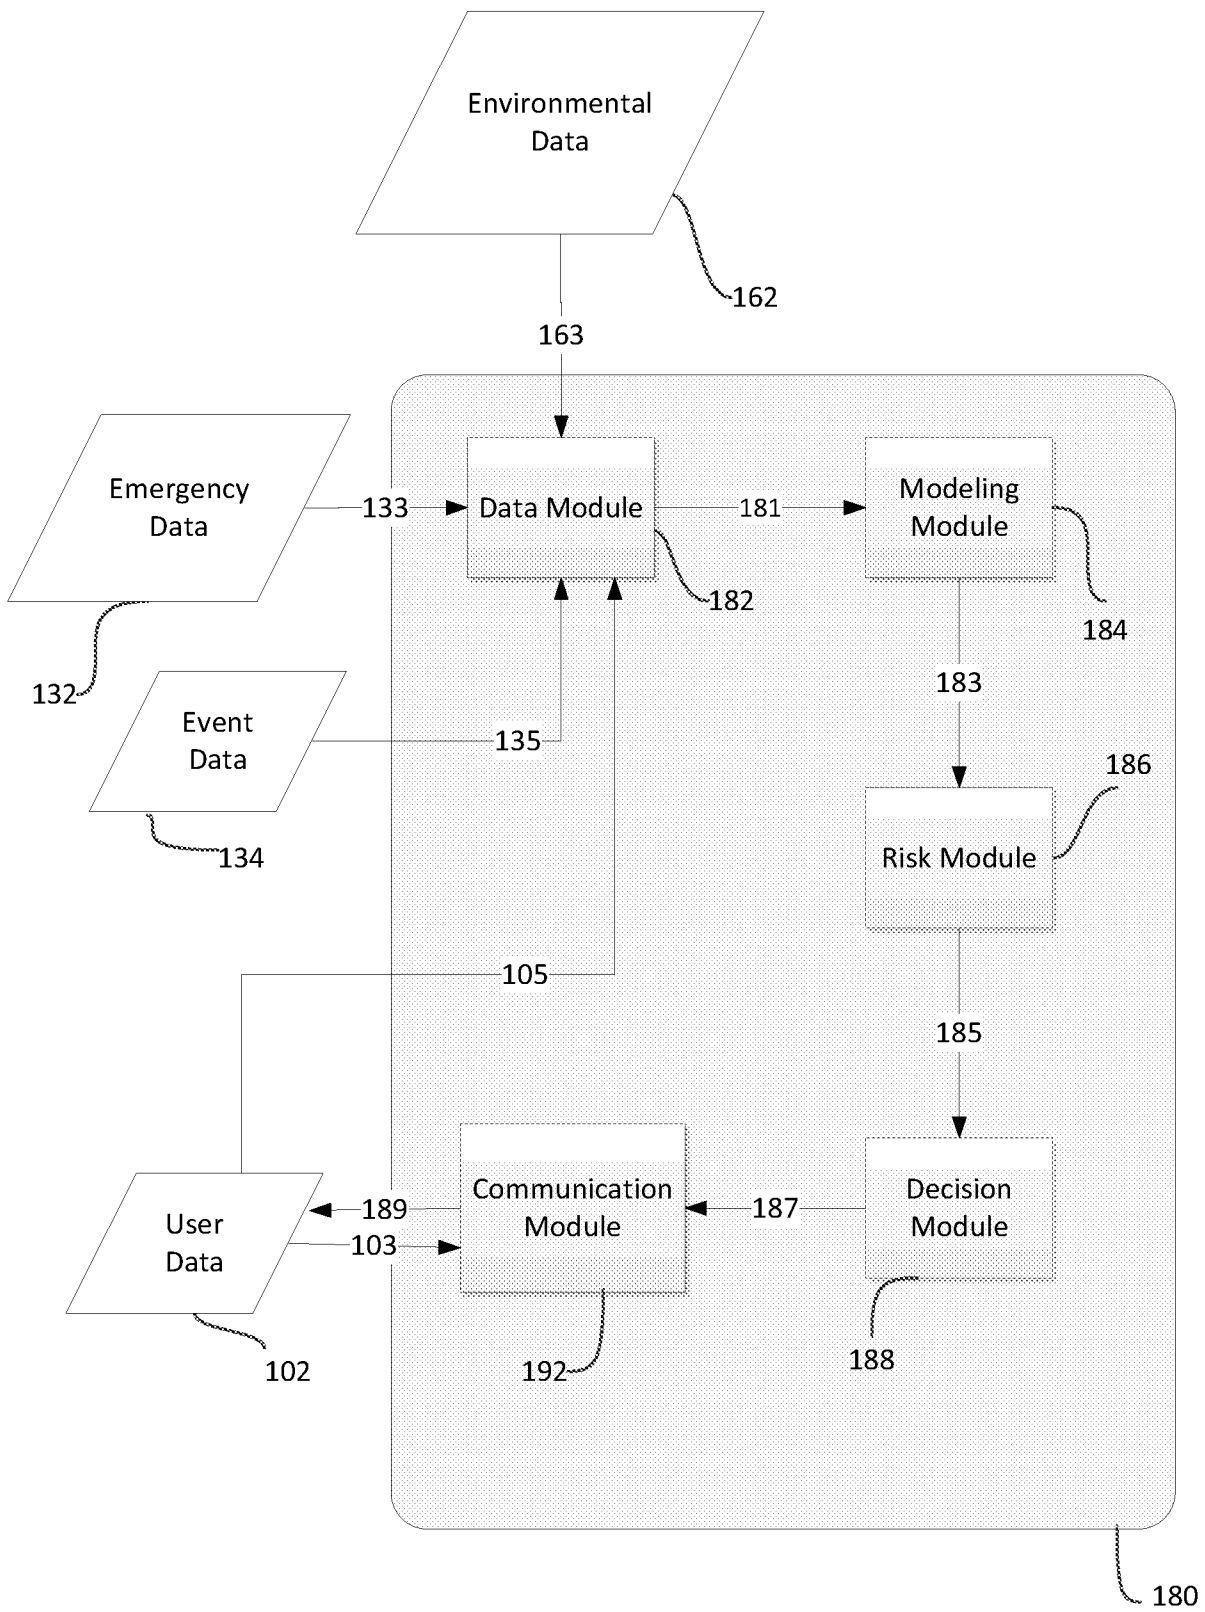 Environmental
Data
162
163
Emergency
Data
133
Data Module
181
Modeling
Module
182
184
132
183
Event
Data
135
186
134
Risk Module
105
185
Communication
Module
Decision
Module
189
187
User
Data
103
102
192
188
180